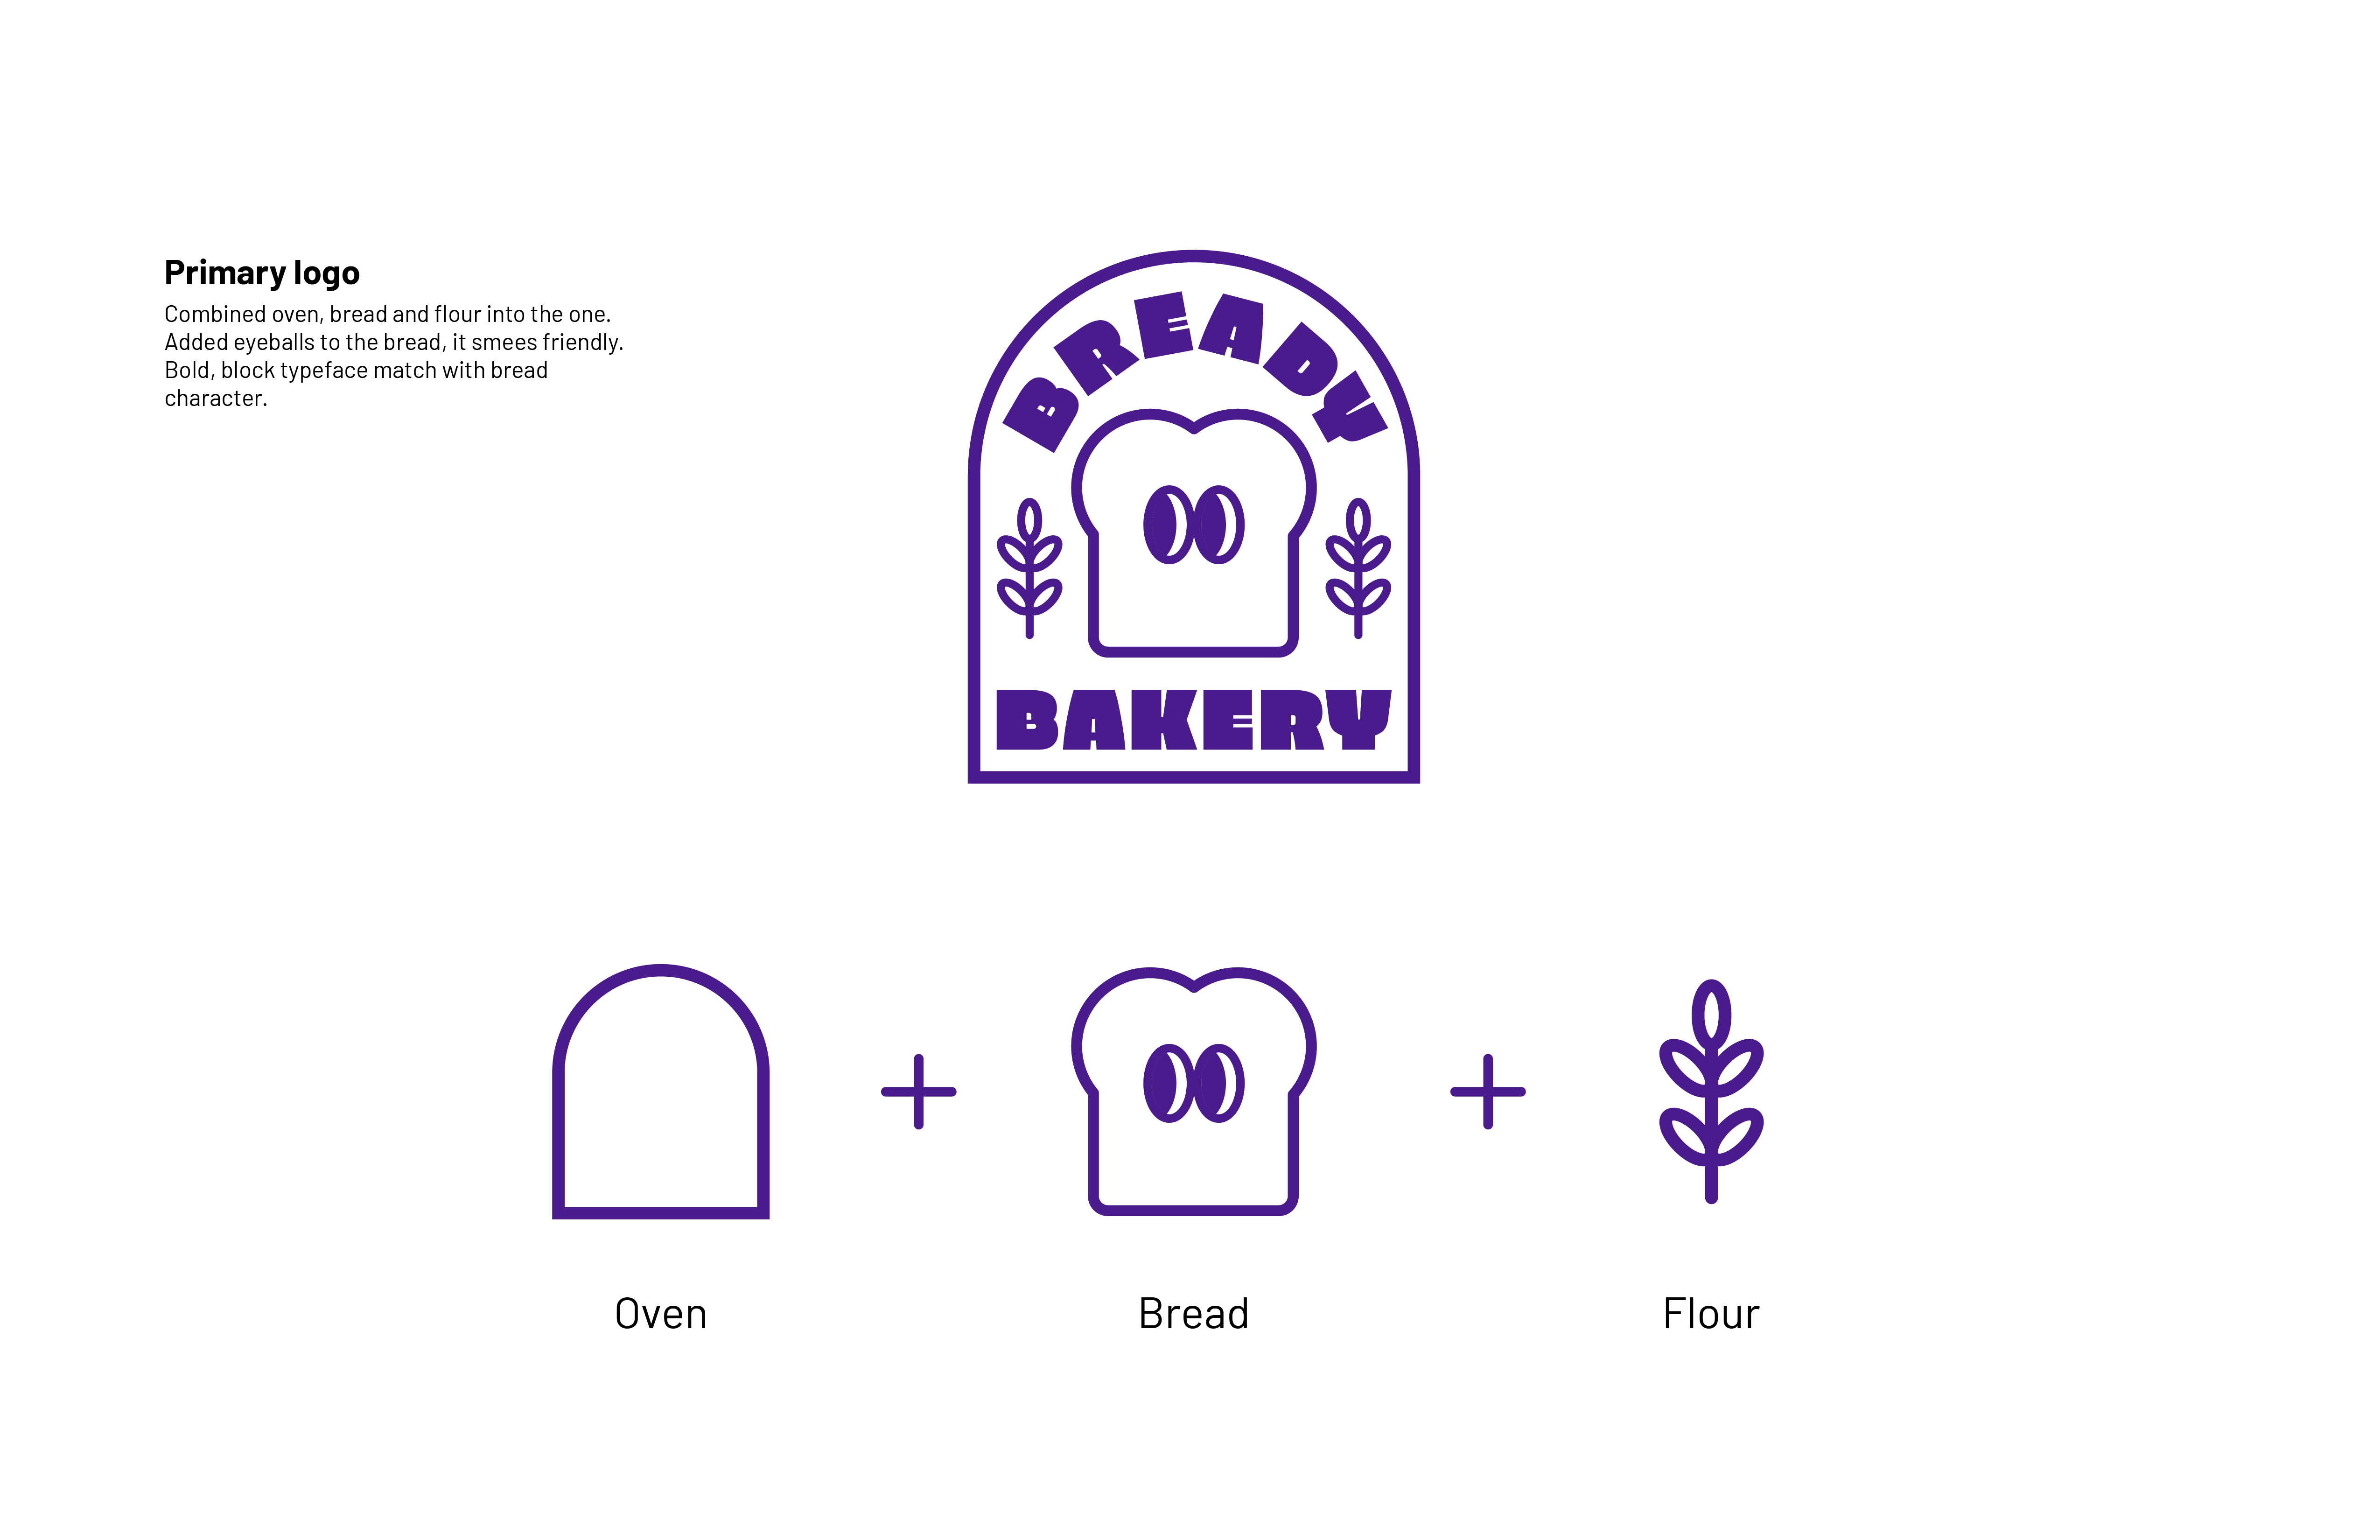 Primary logo
Combined oven, bread and flour into the one.
Added eyeballs to the bread, it smees friendly.
Bold, block typeface match with bread
character.
BREADY
BAKERY
Oven
Bread
Flour